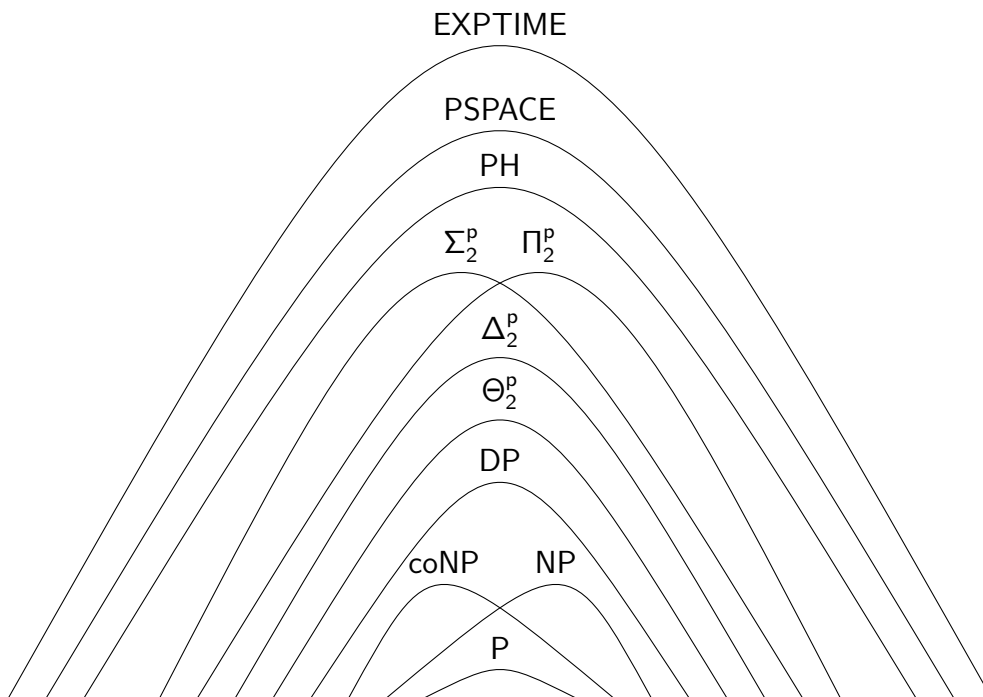 EXPTIME
PSPACE
PH
Σ₂ᵖ Π₂ᵖ
Δ₂ᵖ
Θ₂ᵖ
DP
coNP NP
P